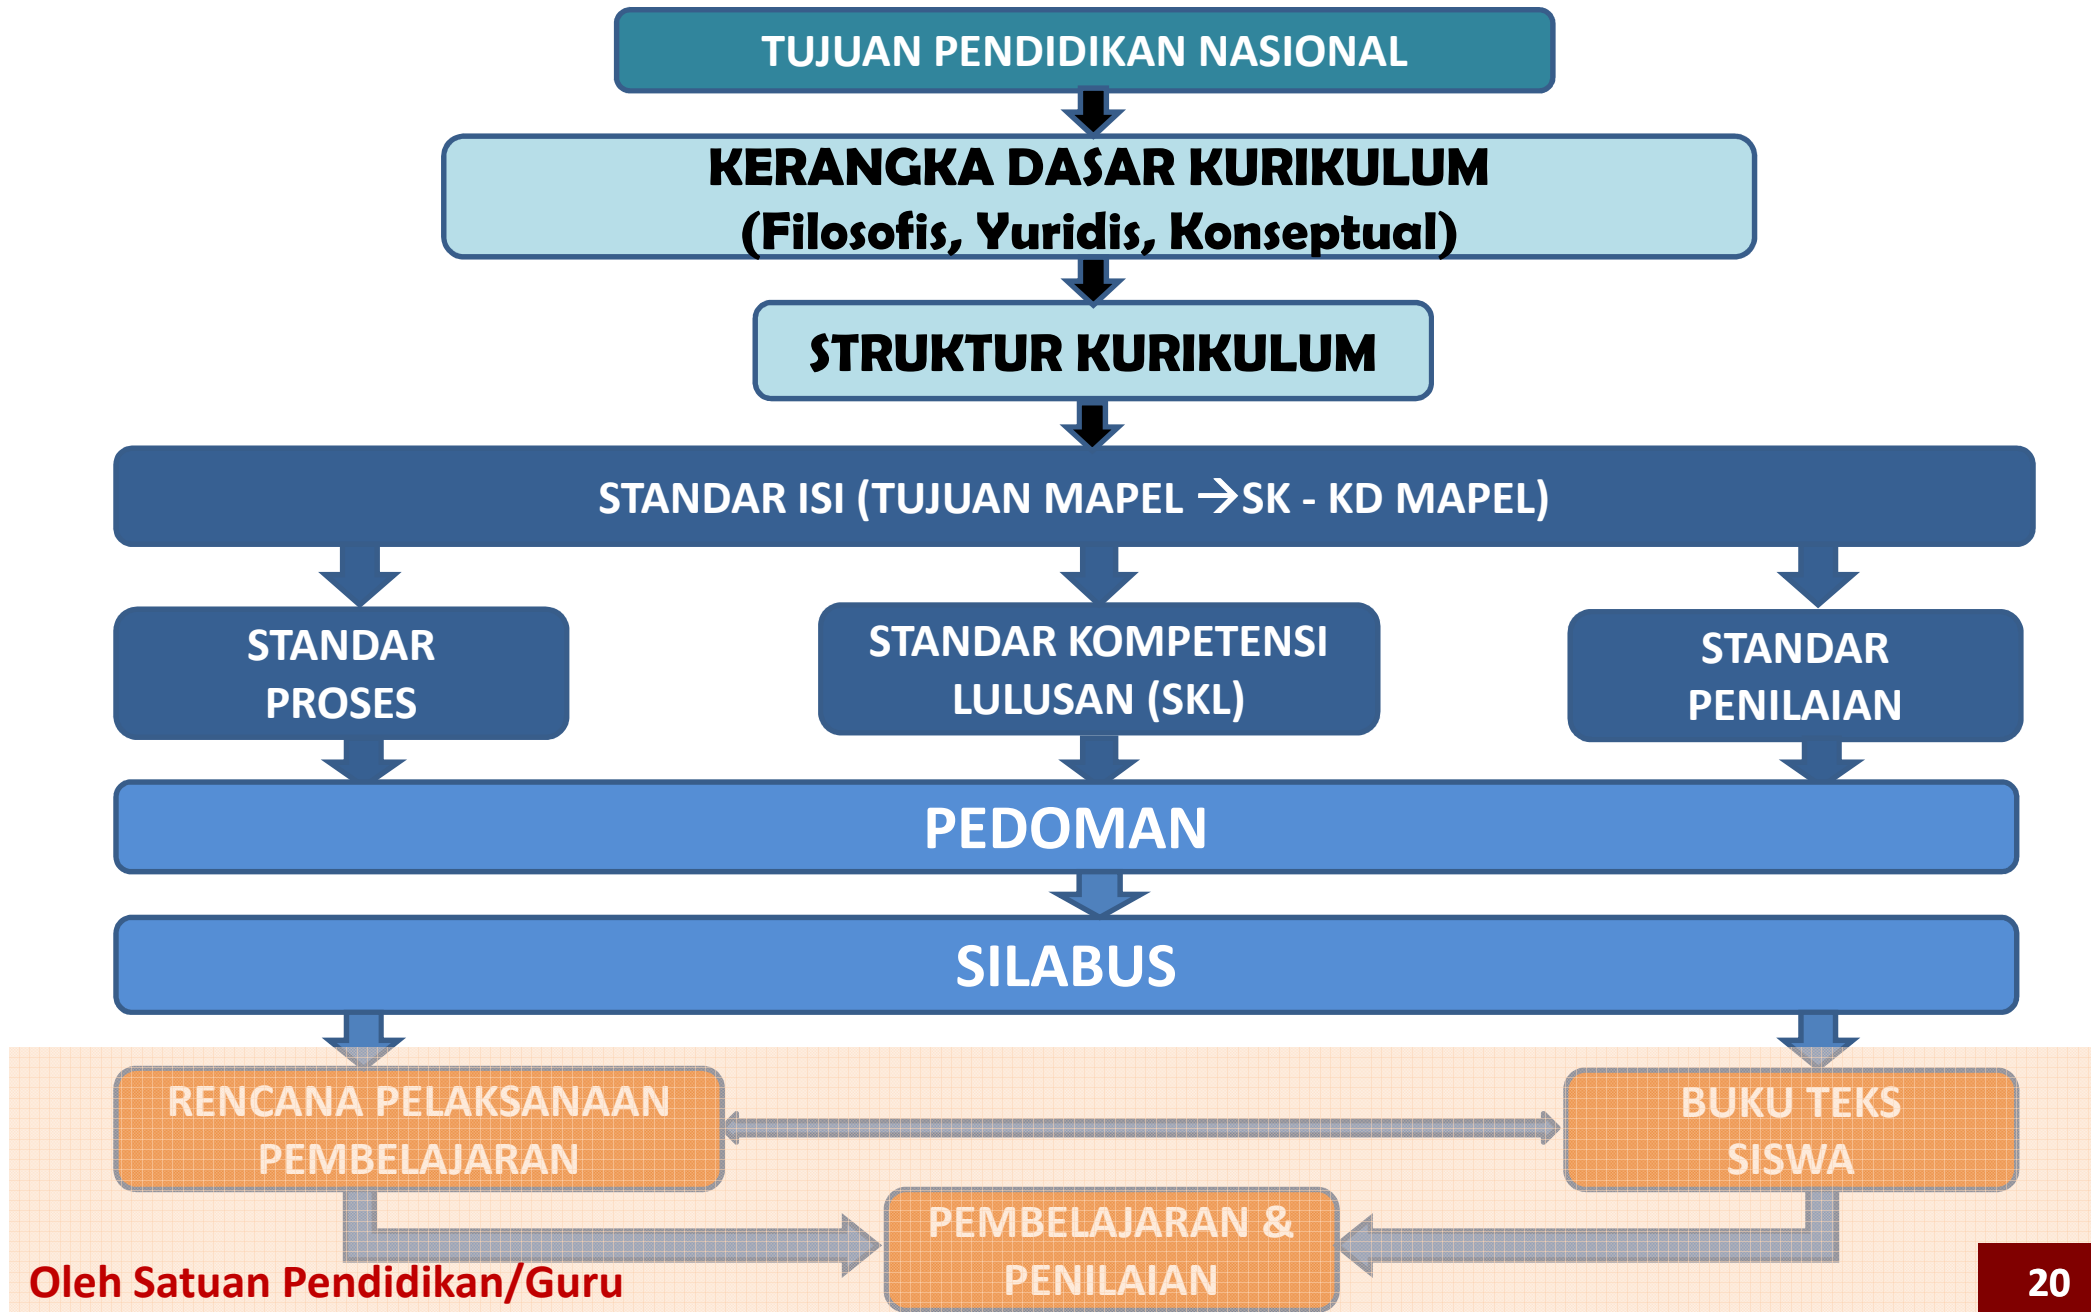 TUJUAN PENDIDIKAN NASIONAL
KERANGKA DASAR KURIKULUM
(Filosofis, Yuridis, Konseptual)
STRUKTUR KURIKULUM
STANDAR ISI (TUJUAN MAPEL →SK - KD MAPEL)
STANDAR
PROSES
STANDAR KOMPETENSI
LULUSAN (SKL)
STANDAR
PENILAIAN
PEDOMAN
SILABUS
RENCANA PELAKSANAAN
PEMBELAJARAN
BUKU TEKS
SISWA
PEMBELAJARAN &
PENILAIAN
Oleh Satuan Pendidikan/Guru
20